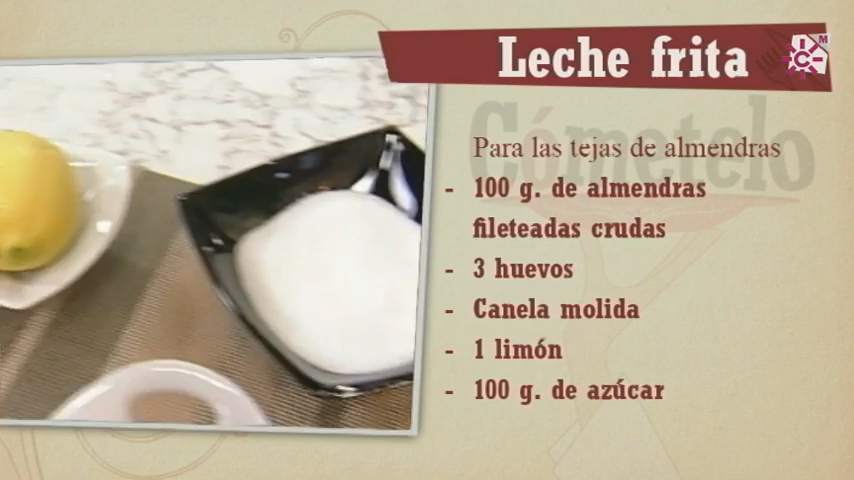 Leche frita
Cómetelo
Para las tejas de almendras
- 100 g. de almendras
fileteadas crudas
- 3 huevos
- Canela molida
- 1 limón
- 100 g. de azúcar